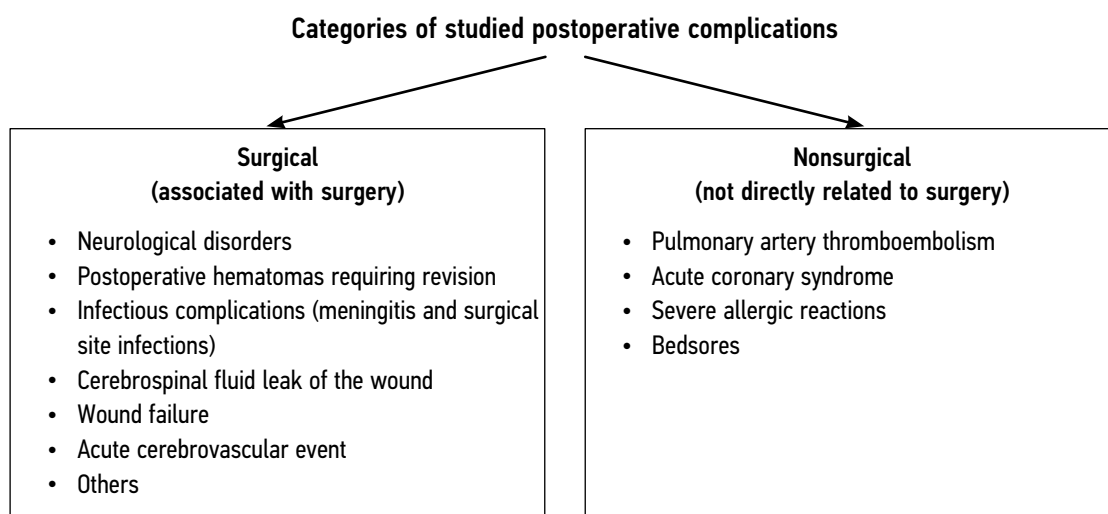 Categories of studied postoperative complications
Surgical
(associated with surgery)
• Neurological disorders
• Postoperative hematomas requiring revision
• Infectious complications (meningitis and surgical
site infections)
• Cerebrospinal fluid leak of the wound
• Wound failure
• Acute cerebrovascular event
• Others
Nonsurgical
(not directly related to surgery)
• Pulmonary artery thromboembolism
• Acute coronary syndrome
• Severe allergic reactions
• Bedsores